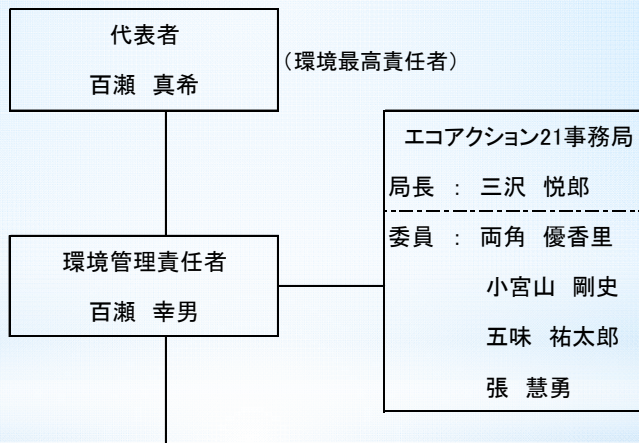 代表者
百瀬　真希
（環境最高責任者）
エコアクション21事務局
局長　：　三沢　悦郎
委員　：　両角　優香里
小宮山　剛史
五味　祐太郎
張　慧勇
環境管理責任者
百瀬　幸男